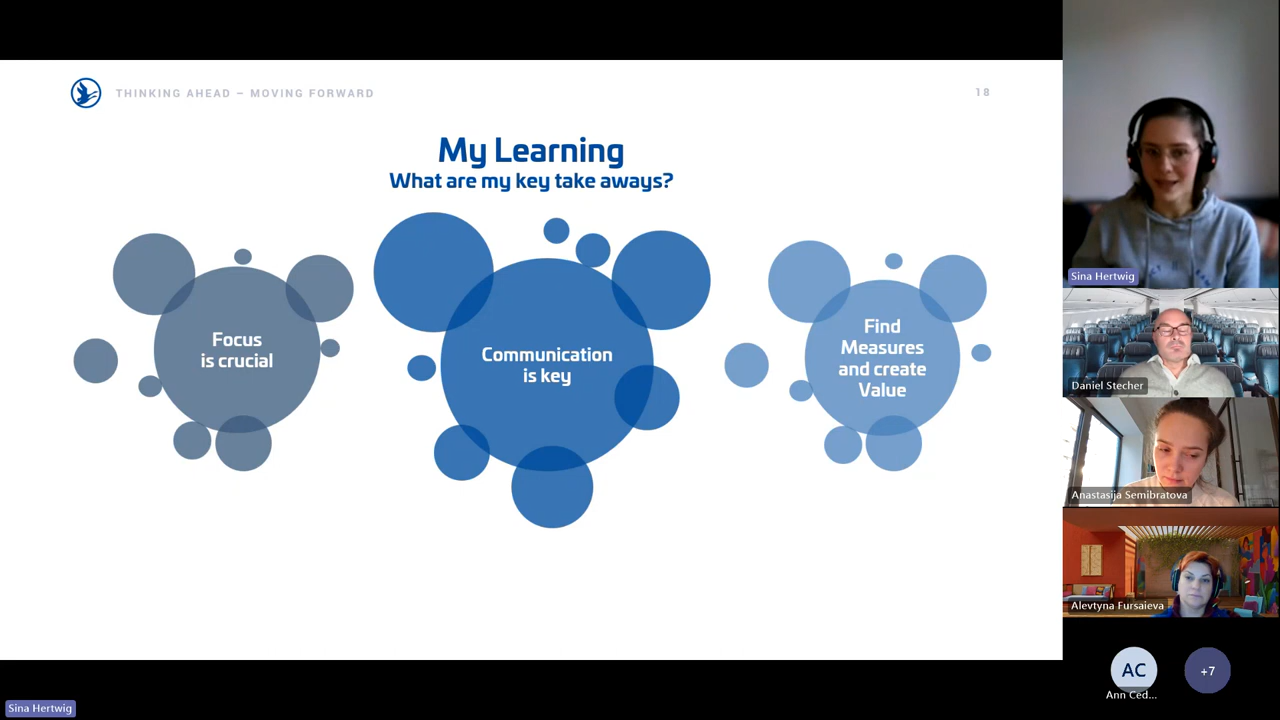 THINKING AHEAD – MOVING FORWARD
18
My Learning
What are my key take aways?
Focus
is crucial
Communication
is key
Find
Measures
and create
Value
Sina Hertwig
Daniel Stecher
Anastasija Semibratova
Alevtyna Fursaieva
AC
Ann Ced...
+7
Sina Hertwig